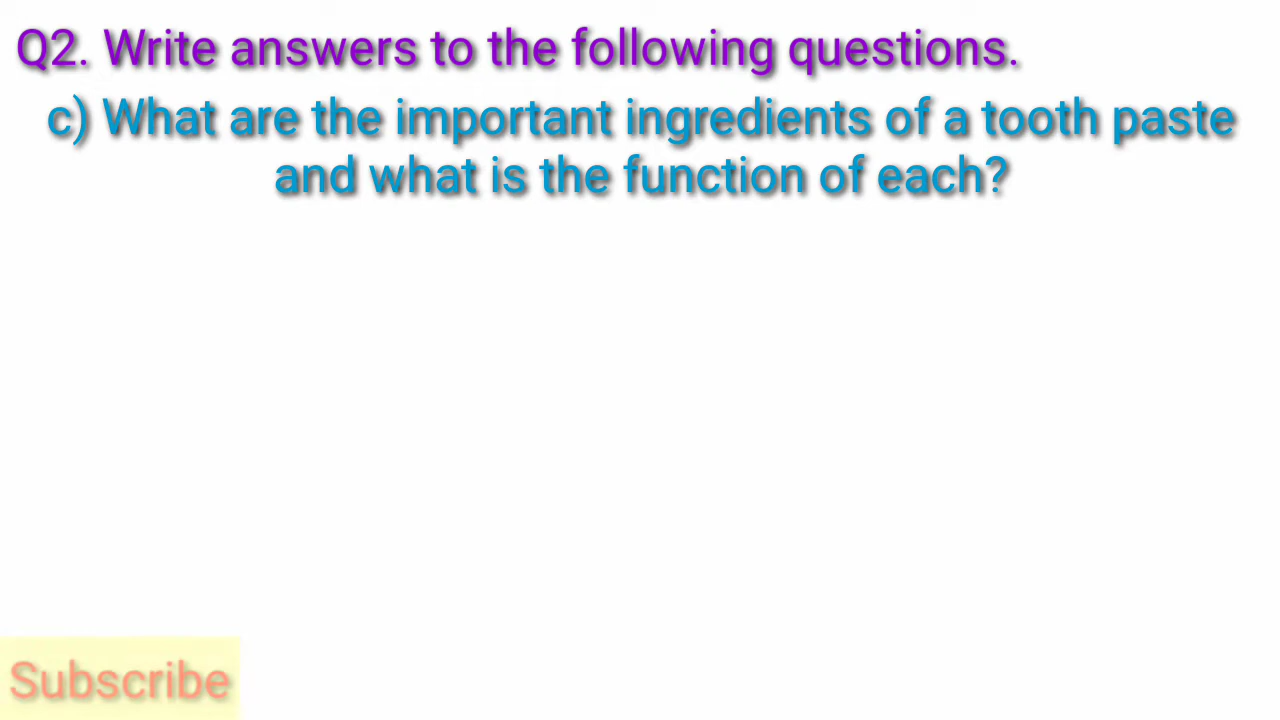 Q2. Write answers to the following questions.
c) What are the important ingredients of a tooth paste
and what is the function of each?
Subscribe